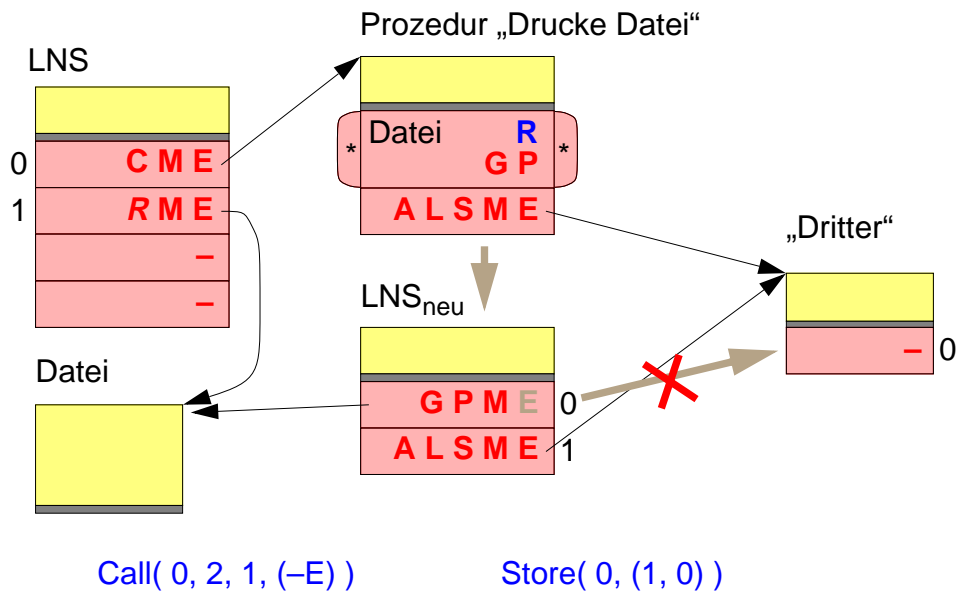 Prozedur „Drucke Datei“
LNS
Datei R
* G P *
0 C M E
1 R M E
A L S M E
–
–
„Dritter“
LNSneu
– 0
Datei
G P M E 0
A L S M E 1
Call( 0, 2, 1, (–E) )
Store( 0, (1, 0) )